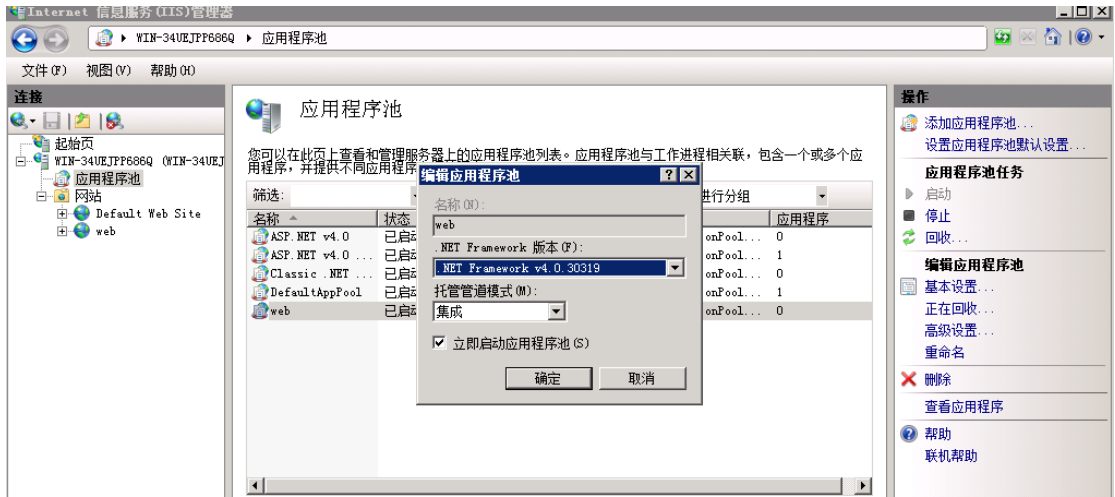 Internet 信息服务(IIS)管理器
WIN-34UEJPP686Q ▸ 应用程序池
文件(F) 视图(V) 帮助(H)
连接
起始页
WIN-34UEJPP686Q (WIN-34UEJ
应用程序池
网站
Default Web Site
web
应用程序池
您可以在此页上查看和管理服务器上的应用程序池列表。应用程序池与工作进程相关联，包含一个或多个应
用程序，并提供不同应用程序
筛选: 进行分组
名称 状态 应用程序
ASP.NET v4.0 已启动 onPool... 0
ASP.NET v4.0 ... 已启动 onPool... 1
Classic .NET ... 已启动 onPool... 0
DefaultAppPool 已启动 onPool... 1
web 已启动 onPool... 0
编辑应用程序池
名称(N):
web
.NET Framework 版本(F):
.NET Framework v4.0.30319
托管管道模式(M):
集成
立即启动应用程序池(S)
确定 取消
操作
添加应用程序池...
设置应用程序池默认设置...
应用程序池任务
启动
停止
回收...
编辑应用程序池
基本设置...
正在回收...
高级设置...
重命名
删除
查看应用程序
帮助
联机帮助